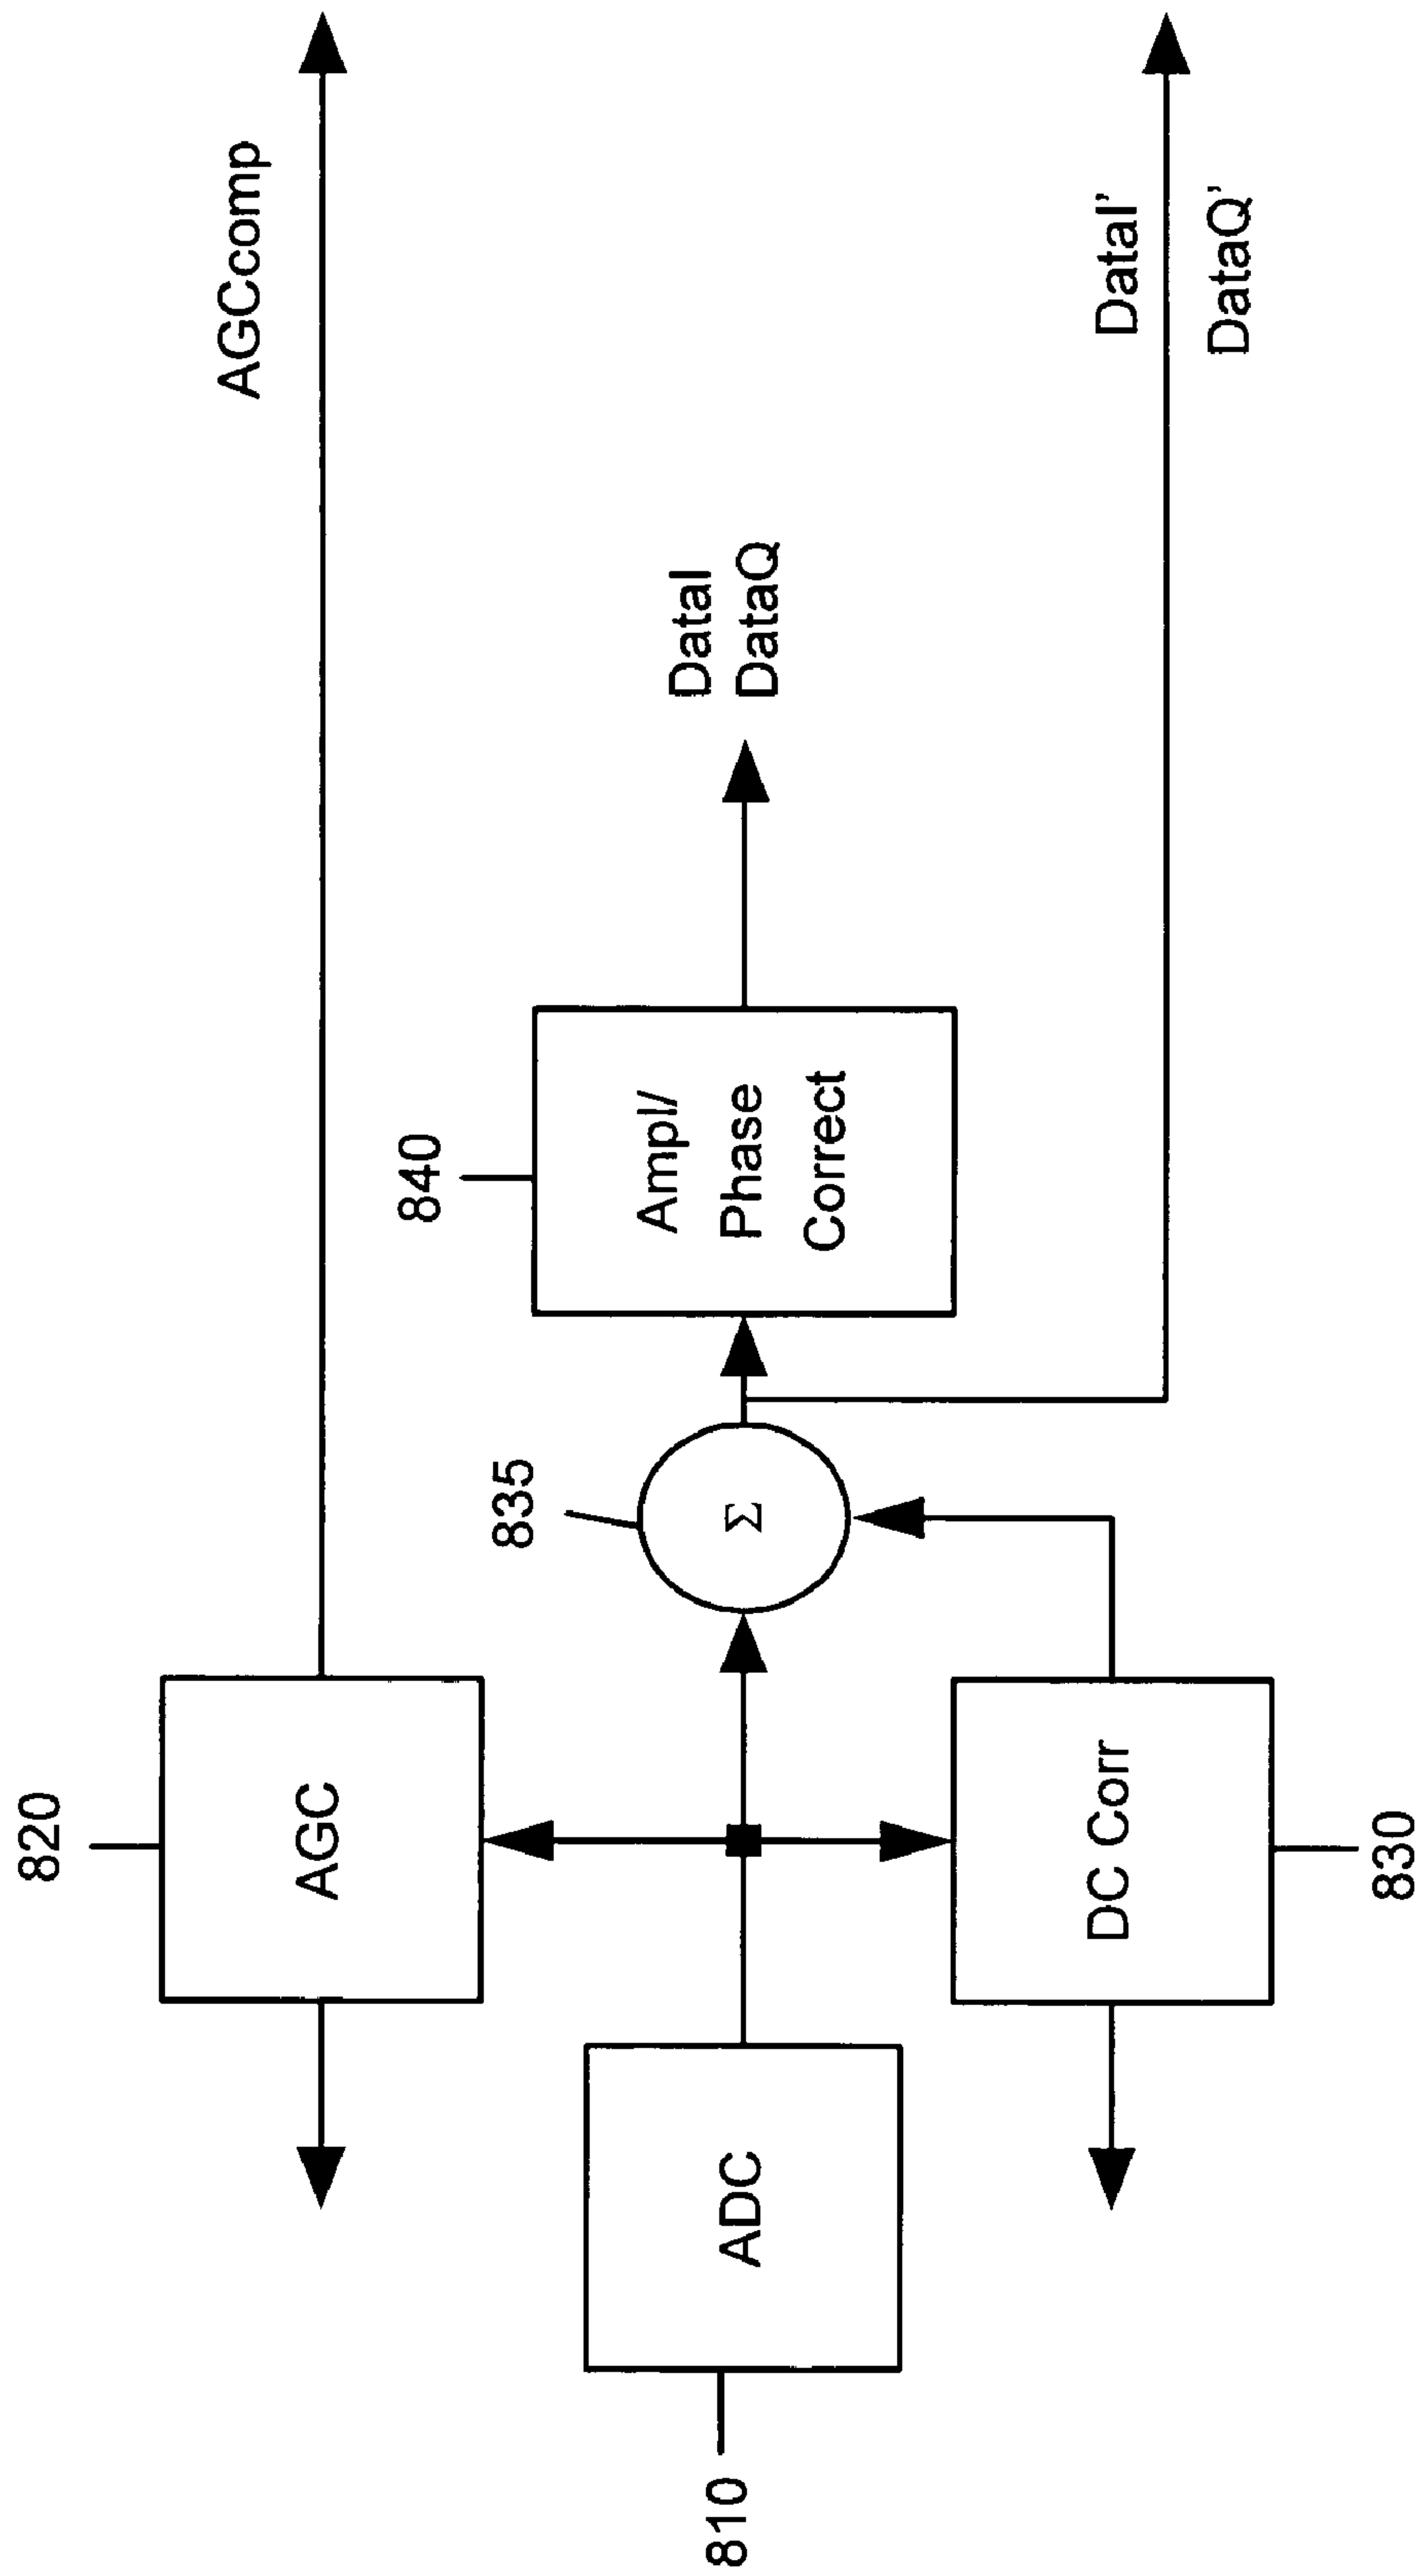 AGCcomp
820
AGC
840
DataI
DataQ
835
Ampl/
Phase
Correct
Σ
810
ADC
DataI’
DataQ’
DC Corr
830